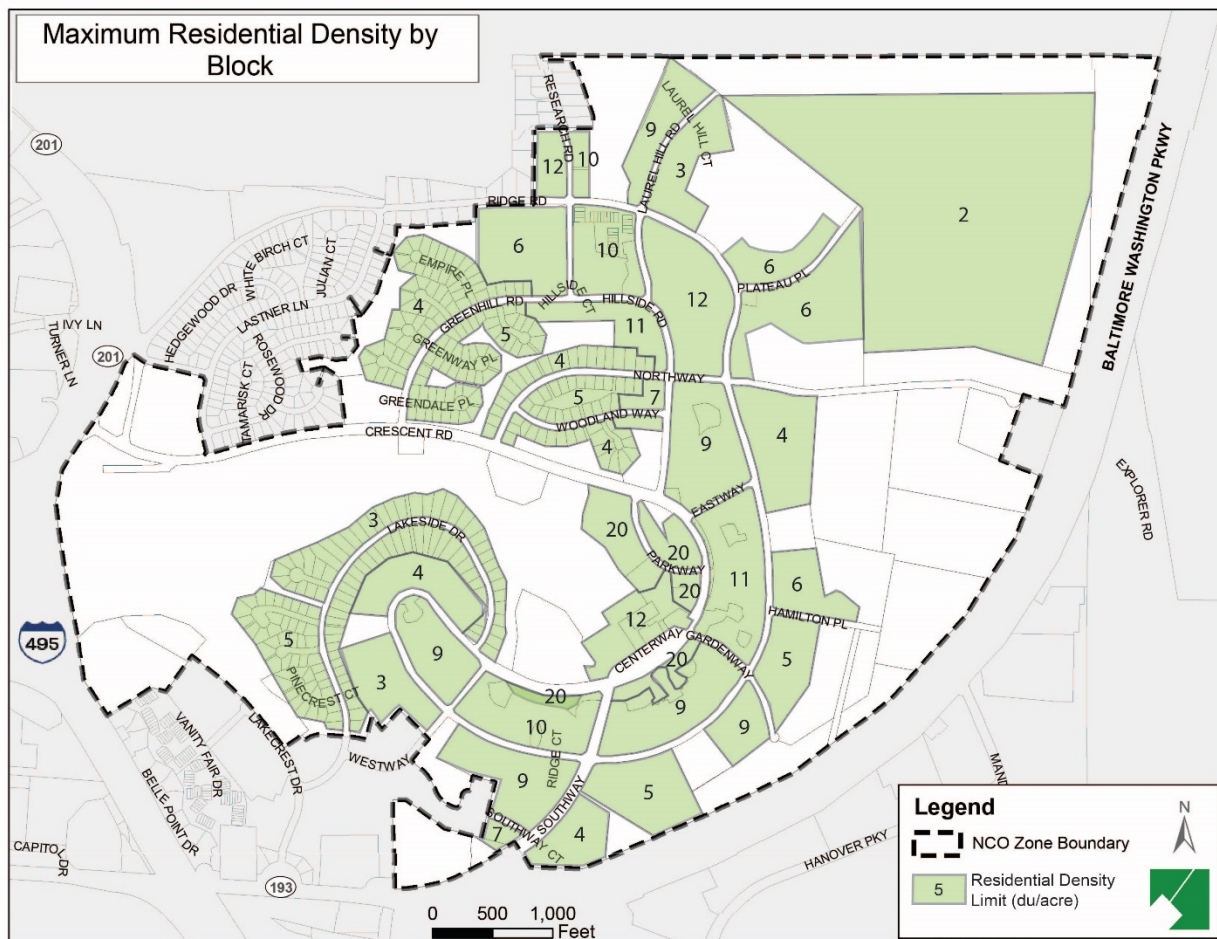 Maximum Residential Density by
Block
201
RESEARCH RD
12
10
9
LAUREL HILL RD
LAUREL HILL CT
3
BALTIMORE WASHINGTON PKWY
RIDGE RD
2
HEDGEWOOD DR
WHITE BIRCH CT
JULIAN CT
LASTNER LN
ROSEWOOD DR
TAMARISK CT
IVY LN
TURNER LN
201
EMPIRE PL
6
10
HILLSIDE CT
HILLSIDE RD
12
6
PLATEAU PL
6
4
GREENHILL RD
5
11
GREENWAY PL
4
NORTHWAY
GREENDALE PL
5
7
WOODLAND WAY
4
CRESCENT RD
9
4
EASTWAY
EXPLORER RD
3
LAKESIDE DR
20
20
PARKWAY
20
11
6
HAMILTON PL
4
12
CENTERWAY
GARDENWAY
5
495
5
9
20
PINECREST CT
3
20
9
9
10
RIDGE CT
VANITY FAIR DR
LAKECREST DR
WESTWAY
BELLE POINT DR
9
5
SOUTHWAY
SOUTHWAY CT
7
4
MAND
CAPITOL DR
193
HANOVER PKY
0 500 1,000
Feet
Legend
N
NCO Zone Boundary
5
Residential Density
Limit (du/acre)